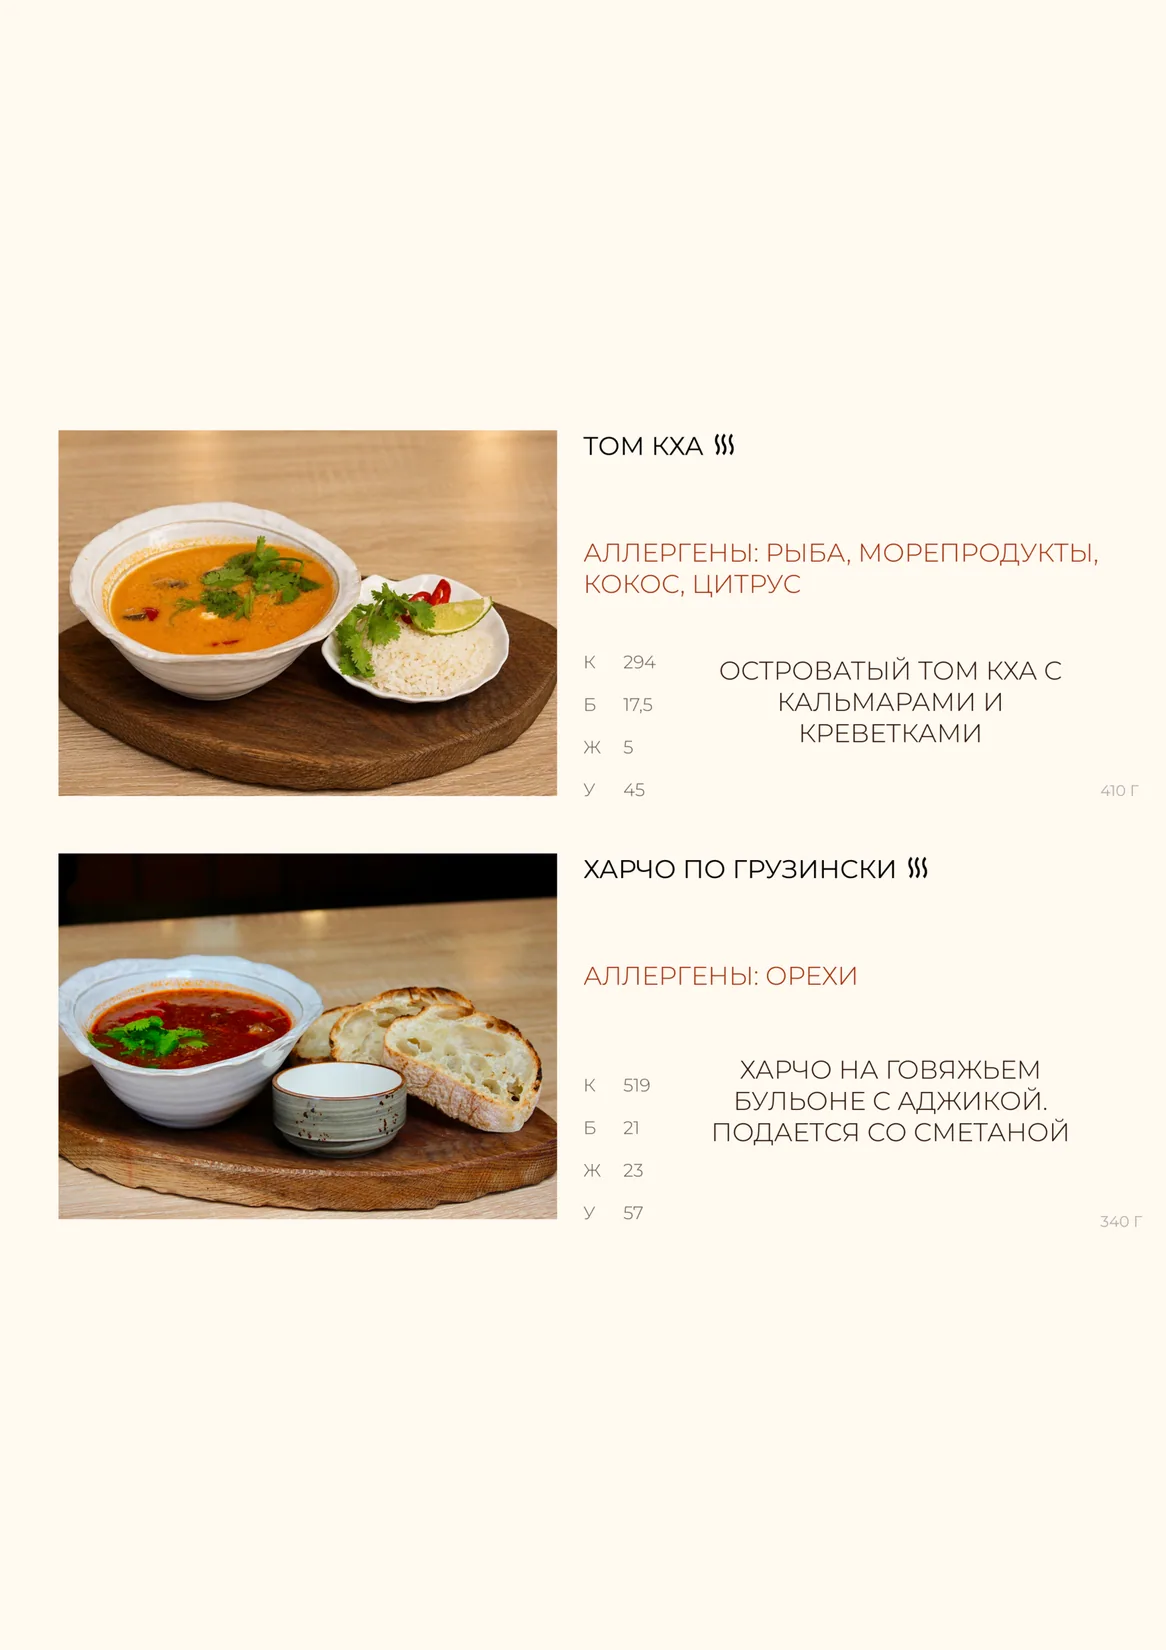 ТОМ КХА
АЛЛЕРГЕНЫ: РЫБА, МОРЕПРОДУКТЫ,
КОКОС, ЦИТРУС
К 294
Б 17,5
Ж 5
У 45
ОСТРОВАТЫЙ ТОМ КХА С
КАЛЬМАРАМИ И
КРЕВЕТКАМИ
410 Г
ХАРЧО ПО ГРУЗИНСКИ
АЛЛЕРГЕНЫ: ОРЕХИ
К 519
Б 21
Ж 23
У 57
ХАРЧО НА ГОВЯЖЬЕМ
БУЛЬОНЕ С АДЖИКОЙ.
ПОДАЕТСЯ СО СМЕТАНОЙ
340 Г